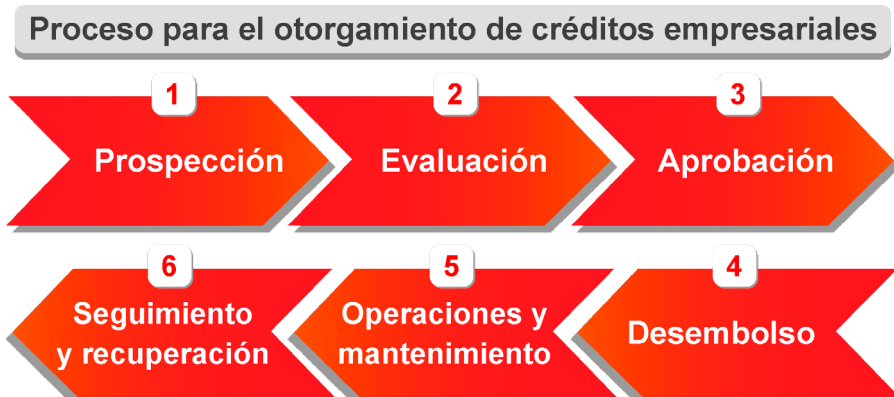 Proceso para el otorgamiento de créditos empresariales
1
Prospección
2
Evaluación
3
Aprobación
4
Desembolso
5
Operaciones y
mantenimiento
6
Seguimiento
y recuperación